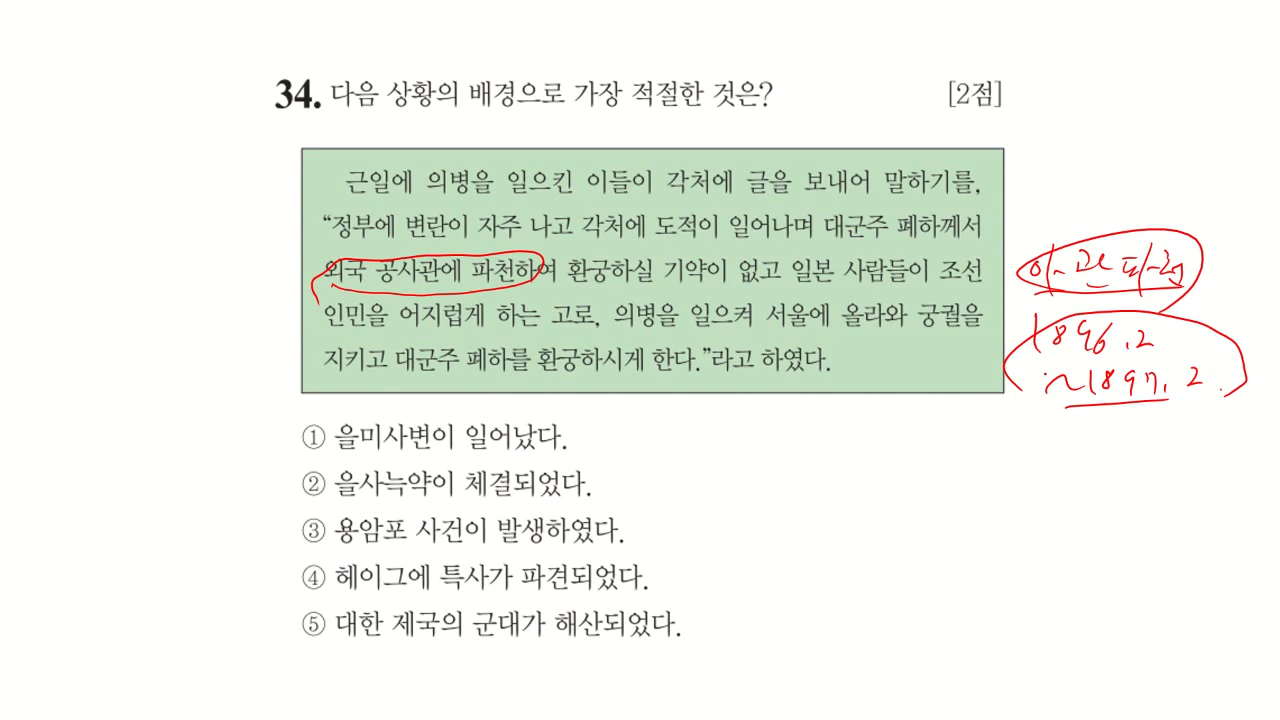 34. 다음 상황의 배경으로 가장 적절한 것은? [2점]
근일에 의병을 일으킨 이들이 각처에 글을 보내어 말하기를,
“정부에 변란이 자주 나고 각처에 도적이 일어나며 대군주 폐하께서
외국 공사관에 파천하여 환궁하실 기약이 없고 일본 사람들이 조선
인민을 어지럽게 하는 고로, 의병을 일으켜 서울에 올라와 궁궐을
지키고 대군주 폐하를 환궁하시게 한다.”라고 하였다.
아관파천
1896.2
~1897.2.
① 을미사변이 일어났다.
② 을사늑약이 체결되었다.
③ 용암포 사건이 발생하였다.
④ 헤이그에 특사가 파견되었다.
⑤ 대한 제국의 군대가 해산되었다.